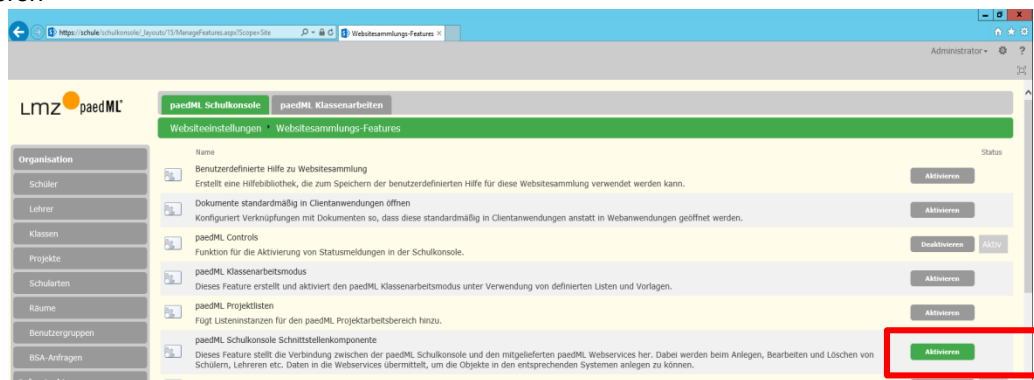 https://schule/schulkonsole/_layouts/15/ManageFeatures.aspx?Scope=Site
Websitesammlungs-Features
Administrator
?
LMZ paedML®
paedML Schulkonsole paedML Klassenarbeiten
Websiteeinstellungen Websitesammlungs-Features
Organisation
Schüler
Lehrer
Klassen
Projekte
Schularten
Räume
Benutzergruppen
BSA-Anfragen
Name Status
Benutzerdefinierte Hilfe zu Websitesammlung
Erstellt eine Hilfebibliothek, die zum Speichern der benutzerdefinierten Hilfe für diese Websitesammlung verwendet werden kann.
Aktivieren
Dokumente standardmäßig in Clientanwendungen öffnen
Konfiguriert Verknüpfungen mit Dokumenten so, dass diese standardmäßig in Clientanwendungen anstatt in Webanwendungen geöffnet werden.
Aktivieren
paedML Controls
Funktion für die Aktivierung von Statusmeldungen in der Schulkonsole.
Deaktivieren Aktiv
paedML Klassenarbeitsmodus
Dieses Feature erstellt und aktiviert den paedML Klassenarbeitsmodus unter Verwendung von definierten Listen und Vorlagen.
Aktivieren
paedML Projektlisten
Fügt Listeninstanzen für den paedML Projektarbeitsbereich hinzu.
Aktivieren
paedML Schulkonsole Schnittstellenkomponente
Dieses Feature stellt die Verbindung zwischen der paedML Schulkonsole und den mitgelieferten paedML Webservices her. Dabei werden beim Anlegen, Bearbeiten und Löschen von
Schülern, Lehreren etc. Daten in die Webservices übermittelt, um die Objekte in den entsprechenden Systemen anlegen zu können.
Aktivieren